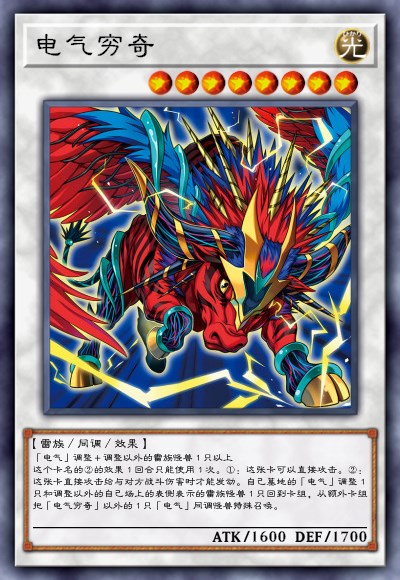 电气穷奇
ひかり
光
【雷族／同调／效果】
「电气」调整＋调整以外的雷族怪兽1只以上
这个卡名的②的效果1回合只能使用1次。①：这张卡可以直接攻击。②：
这张卡直接攻击给与对方战斗伤害时才能发动。自己墓地的「电气」调整1
只和调整以外的自己场上的表侧表示的雷族怪兽1只回到卡组，从额外卡组
把「电气穷奇」以外的1只「电气」同调怪兽特殊召唤。
ATK/1600 DEF/1700